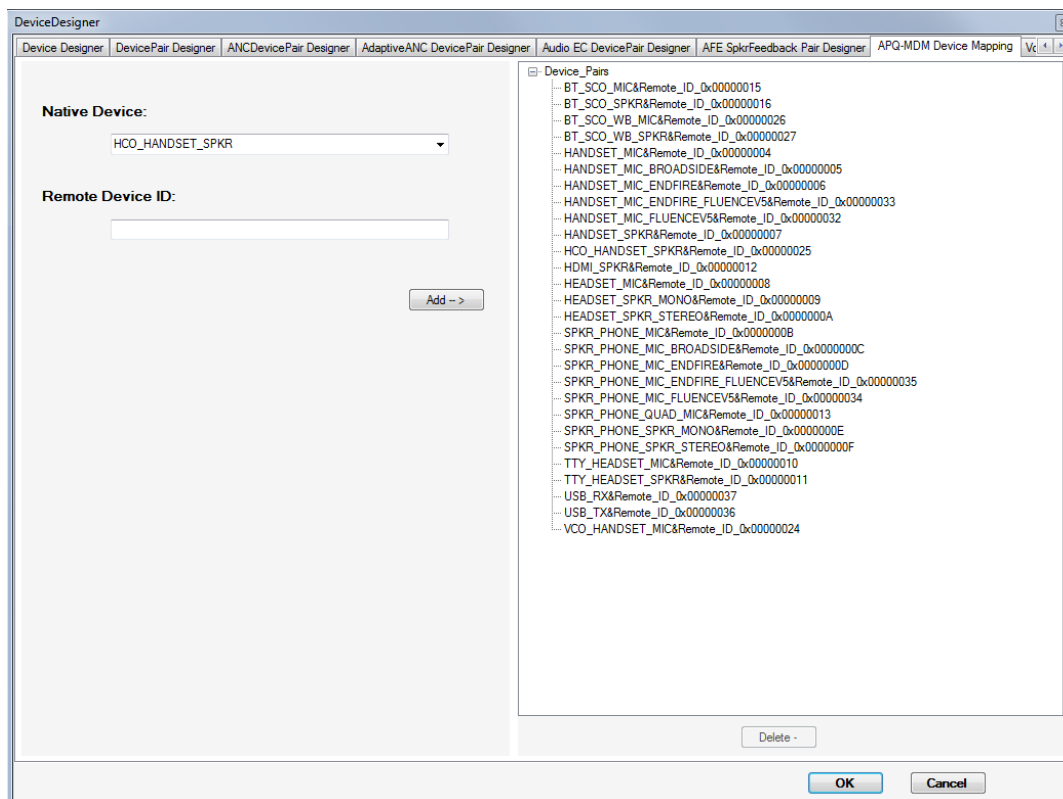 DeviceDesigner
Device Designer DevicePair Designer ANCDevicePair Designer AdaptiveANC DevicePair Designer Audio EC DevicePair Designer AFE SpkrFeedback Pair Designer APQ-MDM Device Mapping
Native Device:
HCO_HANDSET_SPKR
Remote Device ID:
Add -- >
Device_Pairs
BT_SCO_MIC&Remote_ID_0x00000015
BT_SCO_SPKR&Remote_ID_0x00000016
BT_SCO_WB_MIC&Remote_ID_0x00000026
BT_SCO_WB_SPKR&Remote_ID_0x00000027
HANDSET_MIC&Remote_ID_0x00000004
HANDSET_MIC_BROADSIDE&Remote_ID_0x00000005
HANDSET_MIC_ENDFIRE&Remote_ID_0x00000006
HANDSET_MIC_ENDFIRE_FLUENCEV5&Remote_ID_0x00000033
HANDSET_MIC_FLUENCEV5&Remote_ID_0x00000032
HANDSET_SPKR&Remote_ID_0x00000007
HCO_HANDSET_SPKR&Remote_ID_0x00000025
HDMI_SPKR&Remote_ID_0x00000012
HEADSET_MIC&Remote_ID_0x00000008
HEADSET_SPKR_MONO&Remote_ID_0x00000009
HEADSET_SPKR_STEREO&Remote_ID_0x0000000A
SPKR_PHONE_MIC&Remote_ID_0x0000000B
SPKR_PHONE_MIC_BROADSIDE&Remote_ID_0x0000000C
SPKR_PHONE_MIC_ENDFIRE&Remote_ID_0x0000000D
SPKR_PHONE_MIC_ENDFIRE_FLUENCEV5&Remote_ID_0x00000035
SPKR_PHONE_MIC_FLUENCEV5&Remote_ID_0x00000034
SPKR_PHONE_QUAD_MIC&Remote_ID_0x00000013
SPKR_PHONE_SPKR_MONO&Remote_ID_0x0000000E
SPKR_PHONE_SPKR_STEREO&Remote_ID_0x0000000F
TTY_HEADSET_MIC&Remote_ID_0x00000010
TTY_HEADSET_SPKR&Remote_ID_0x00000011
USB_RX&Remote_ID_0x00000037
USB_TX&Remote_ID_0x00000036
VCO_HANDSET_MIC&Remote_ID_0x00000024
Delete -
OK Cancel